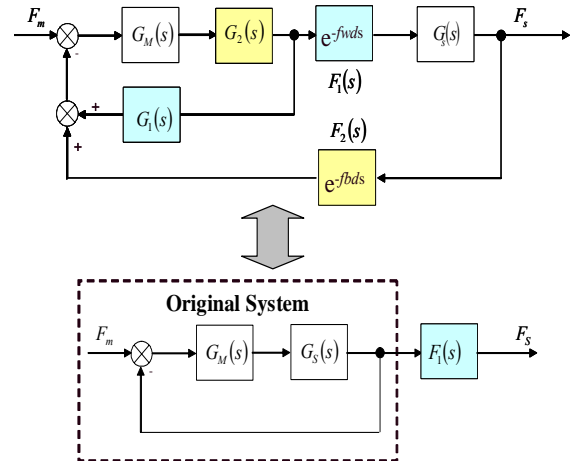 F_m
F_s
-
G_M(s)
G_2(s)
e^{-fwds}
G_s(s)
F_1(s)
+
G_1(s)
F_2(s)
+
e^{-fbds}
Original System
F_m
G_M(s)
G_S(s)
F_1(s)
F_S
-